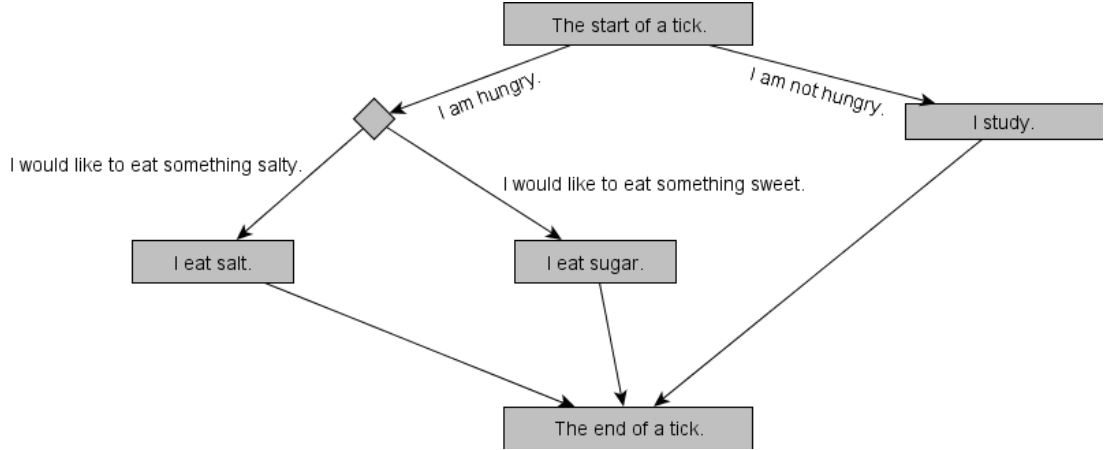 The start of a tick.
I am hungry.
I am not hungry.
I study.
I would like to eat something salty.
I would like to eat something sweet.
I eat salt.
I eat sugar.
The end of a tick.